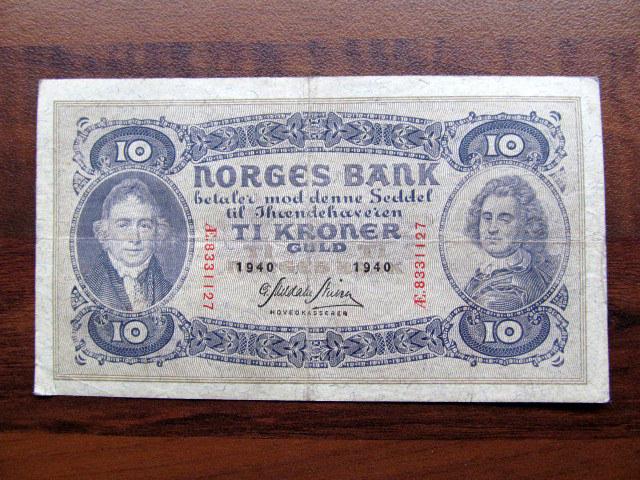 10 10
NORGES BANK
betaler mod denne Seddel
til Ihændehaveren
TI KRONER
GULD
Æ.8331127 Æ.8331127
1940 1940
HOVEDKASSERER
10 10